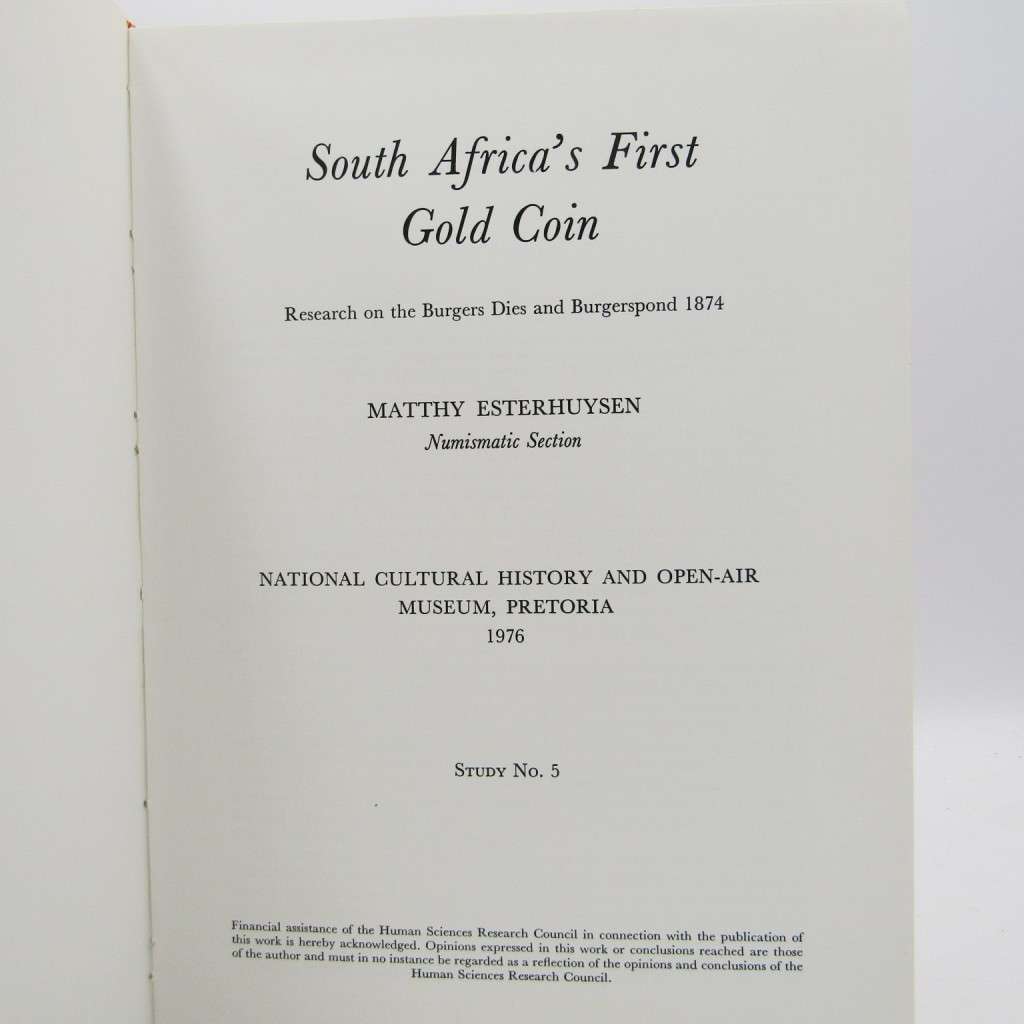 South Africa's First
Gold Coin
Research on the Burgers Dies and Burgerspond 1874
MATTHY ESTERHUYSEN
Numismatic Section
NATIONAL CULTURAL HISTORY AND OPEN-AIR
MUSEUM, PRETORIA
1976
STUDY NO. 5
Financial assistance of the Human Sciences Research Council in connection with the publication of
this work is hereby acknowledged. Opinions expressed in this work or conclusions reached are those
of the author and must in no instance be regarded as a reflection of the opinions and conclusions of the
Human Sciences Research Council.